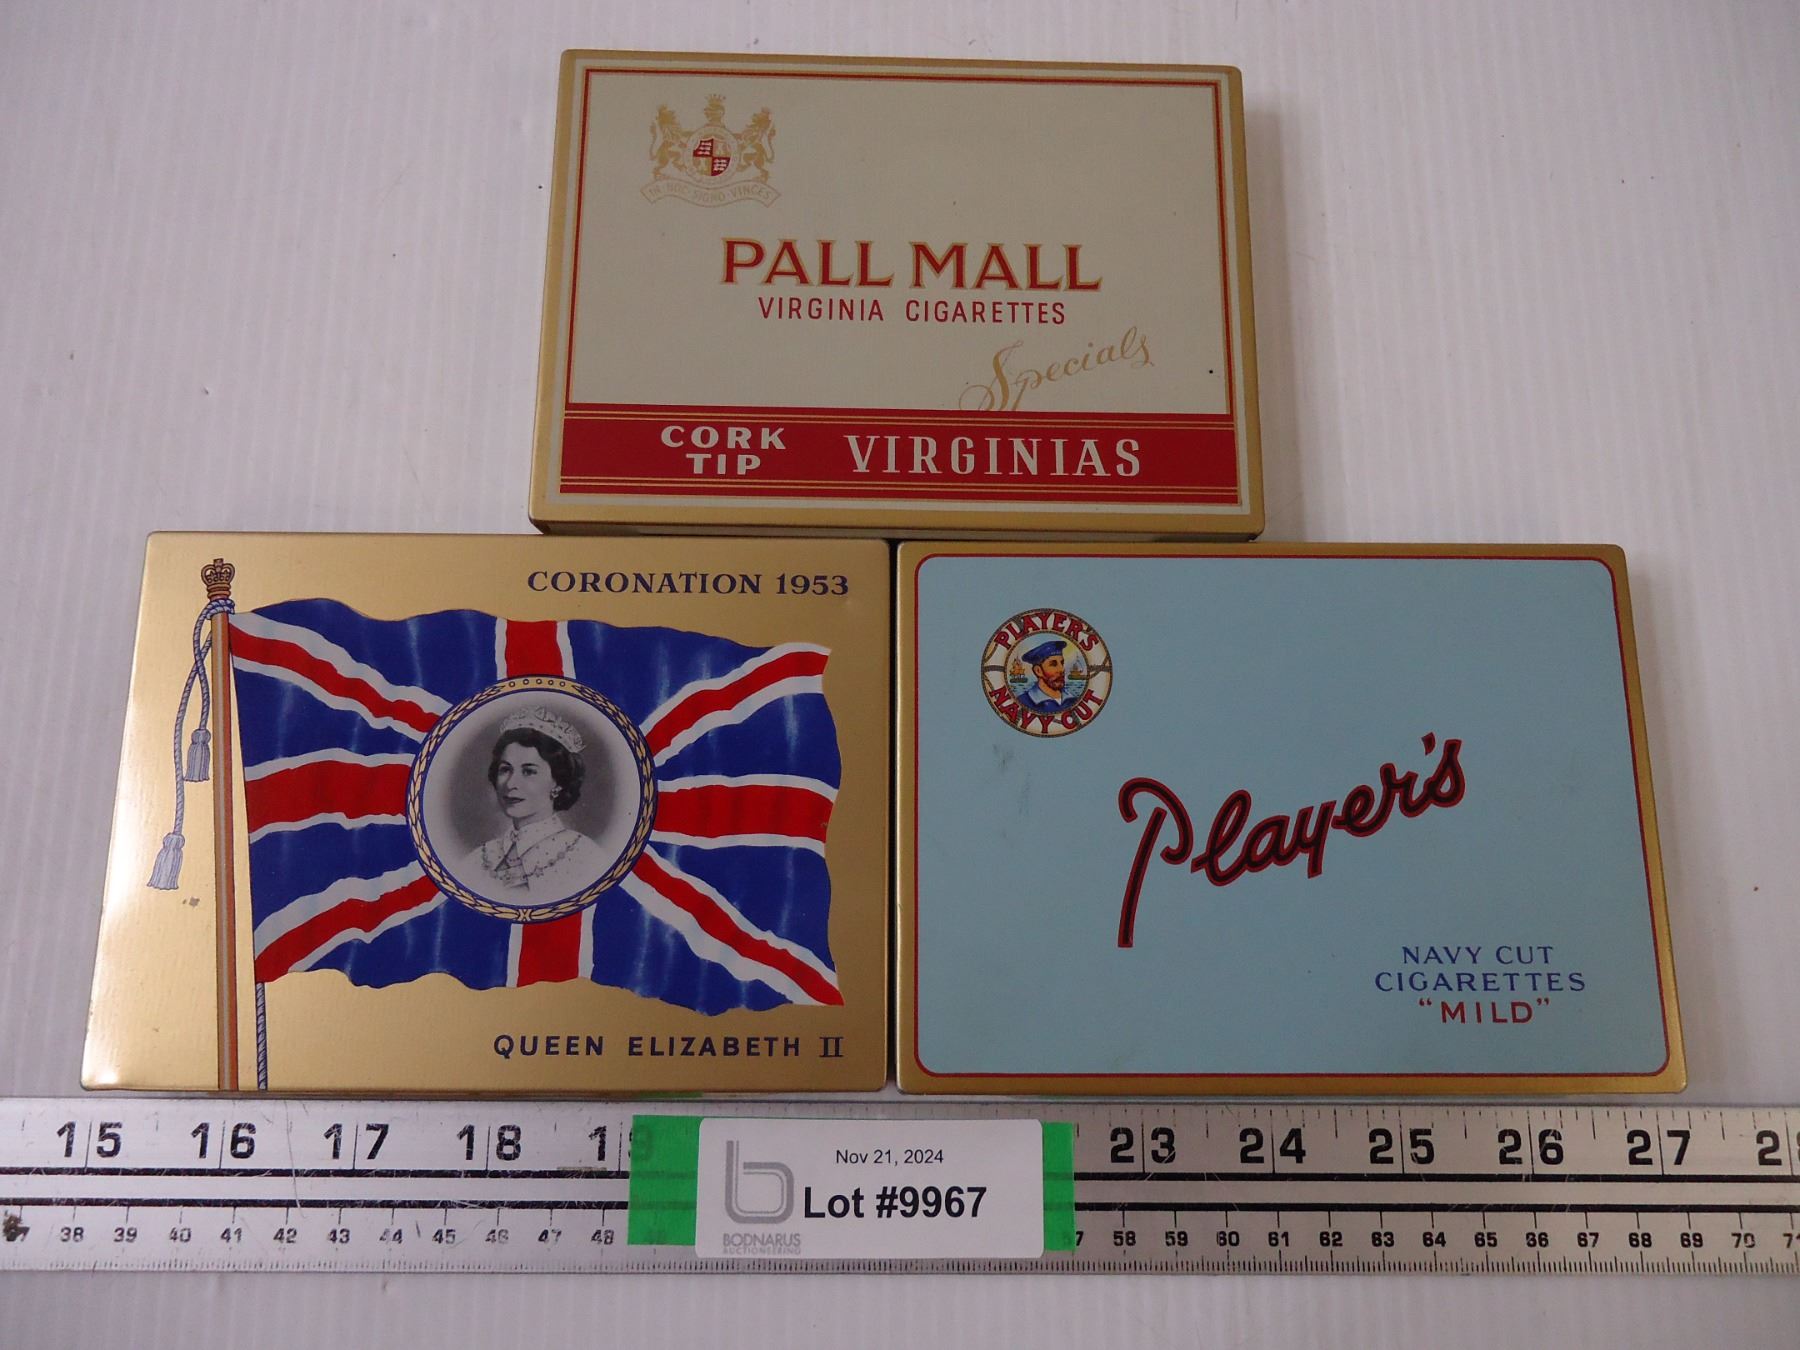 IN·HOC·SIGNO·VINCES
PALL MALL
VIRGINIA CIGARETTES
Specials
CORK
TIP
VIRGINIAS
CORONATION 1953
QUEEN ELIZABETH II
PLAYER'S
NAVY CUT
Player's
NAVY CUT
CIGARETTES
"MILD"
15 16 17 18 19 23 24 25 26 27
Nov 21, 2024
Lot #9967
BODNARUS
AUCTIONEERING
38 39 40 41 42 43 44 45 46 47 48 58 59 60 61 62 63 64 65 66 67 68 69 70